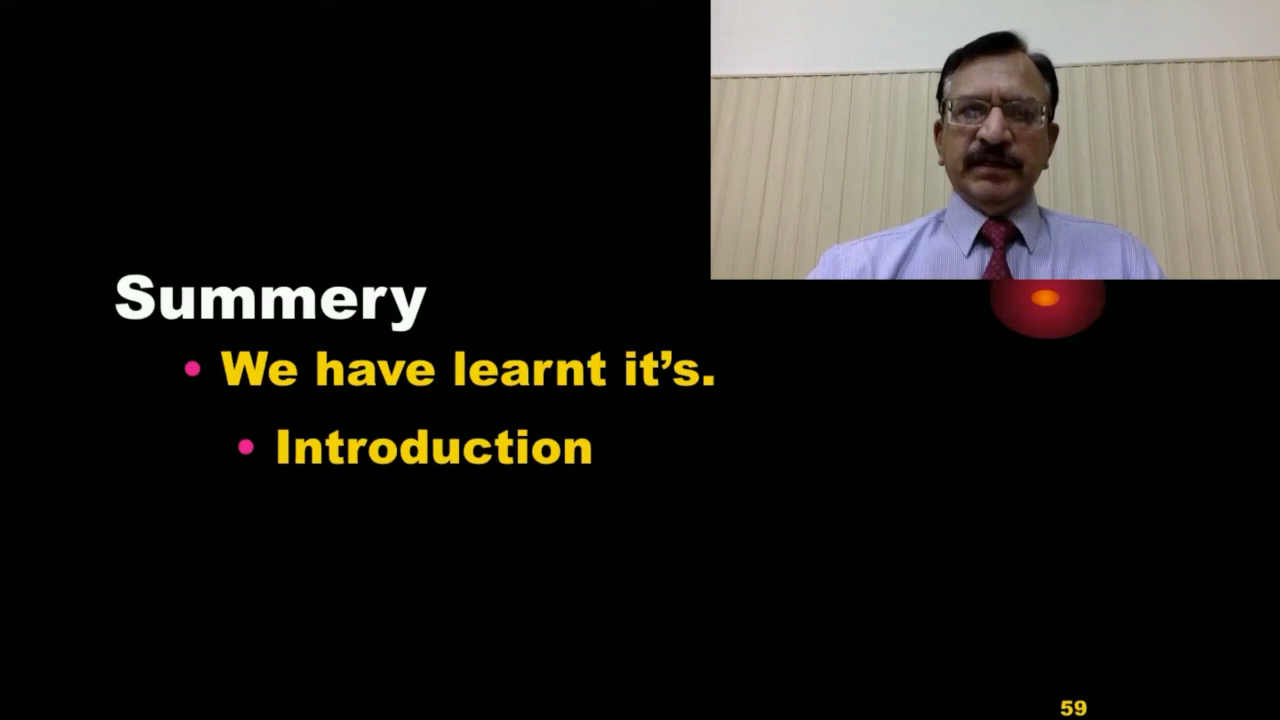 Summery
• We have learnt it’s.
• Introduction
59